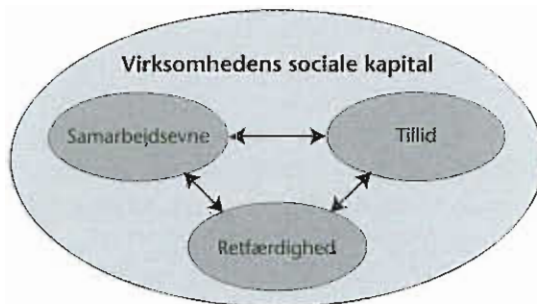 Virksomhedens sociale kapital
Samarbejdsevne
Tillid
Retfærdighed